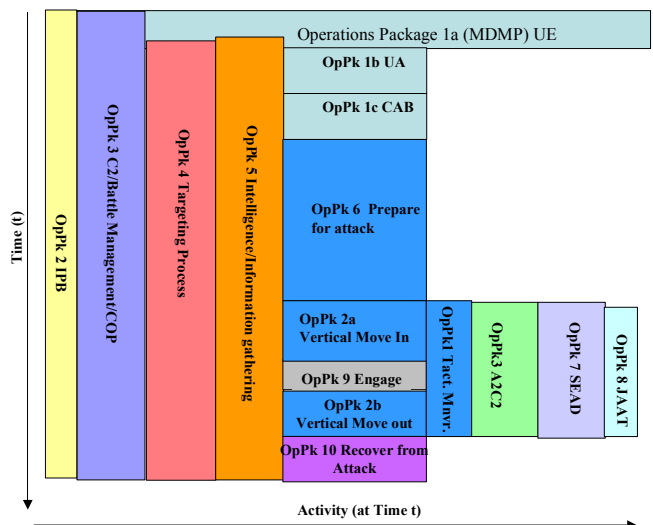 Operations Package 1a (MDMP) UE
OpPk 1b UA
OpPk 1c CAB
OpPk 2 IPB
OpPk 3 C2/Battle Management/COP
OpPk 4 Targeting Process
OpPk 5 Intelligence/Information gathering
OpPk 6  Prepare
for attack
OpPk 2a
Vertical Move In
OpPk 9 Engage
OpPk 2b
Vertical Move out
OpPk 10 Recover from
Attack
OpPk1 Tact. Mnvr.
OpPk3 A2C2
OpPk 7 SEAD
OpPk 8 JAAT
Time (t)
Activity (at Time t)